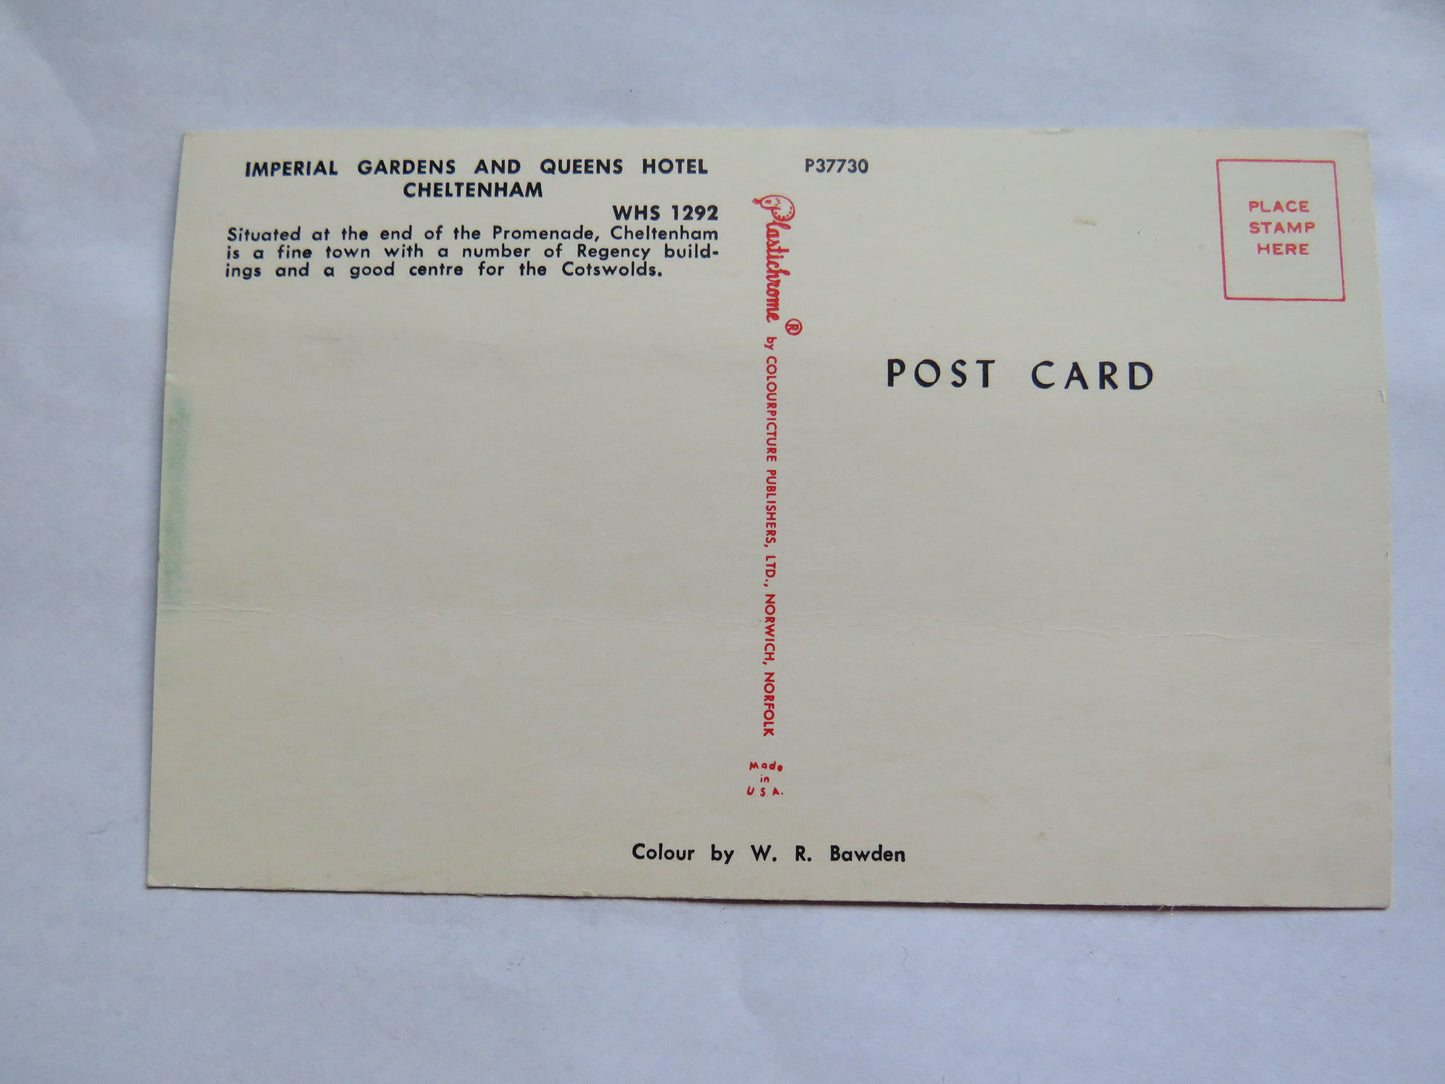 IMPERIAL GARDENS AND QUEENS HOTEL
CHELTENHAM
WHS 1292
Situated at the end of the Promenade, Cheltenham
is a fine town with a number of Regency build-
ings and a good centre for the Cotswolds.
P37730
Plastichrome® by COLOURPICTURE PUBLISHERS, LTD., NORWICH, NORFOLK
Made
in
U S A.
PLACE
STAMP
HERE
POST CARD
Colour by W. R. Bawden